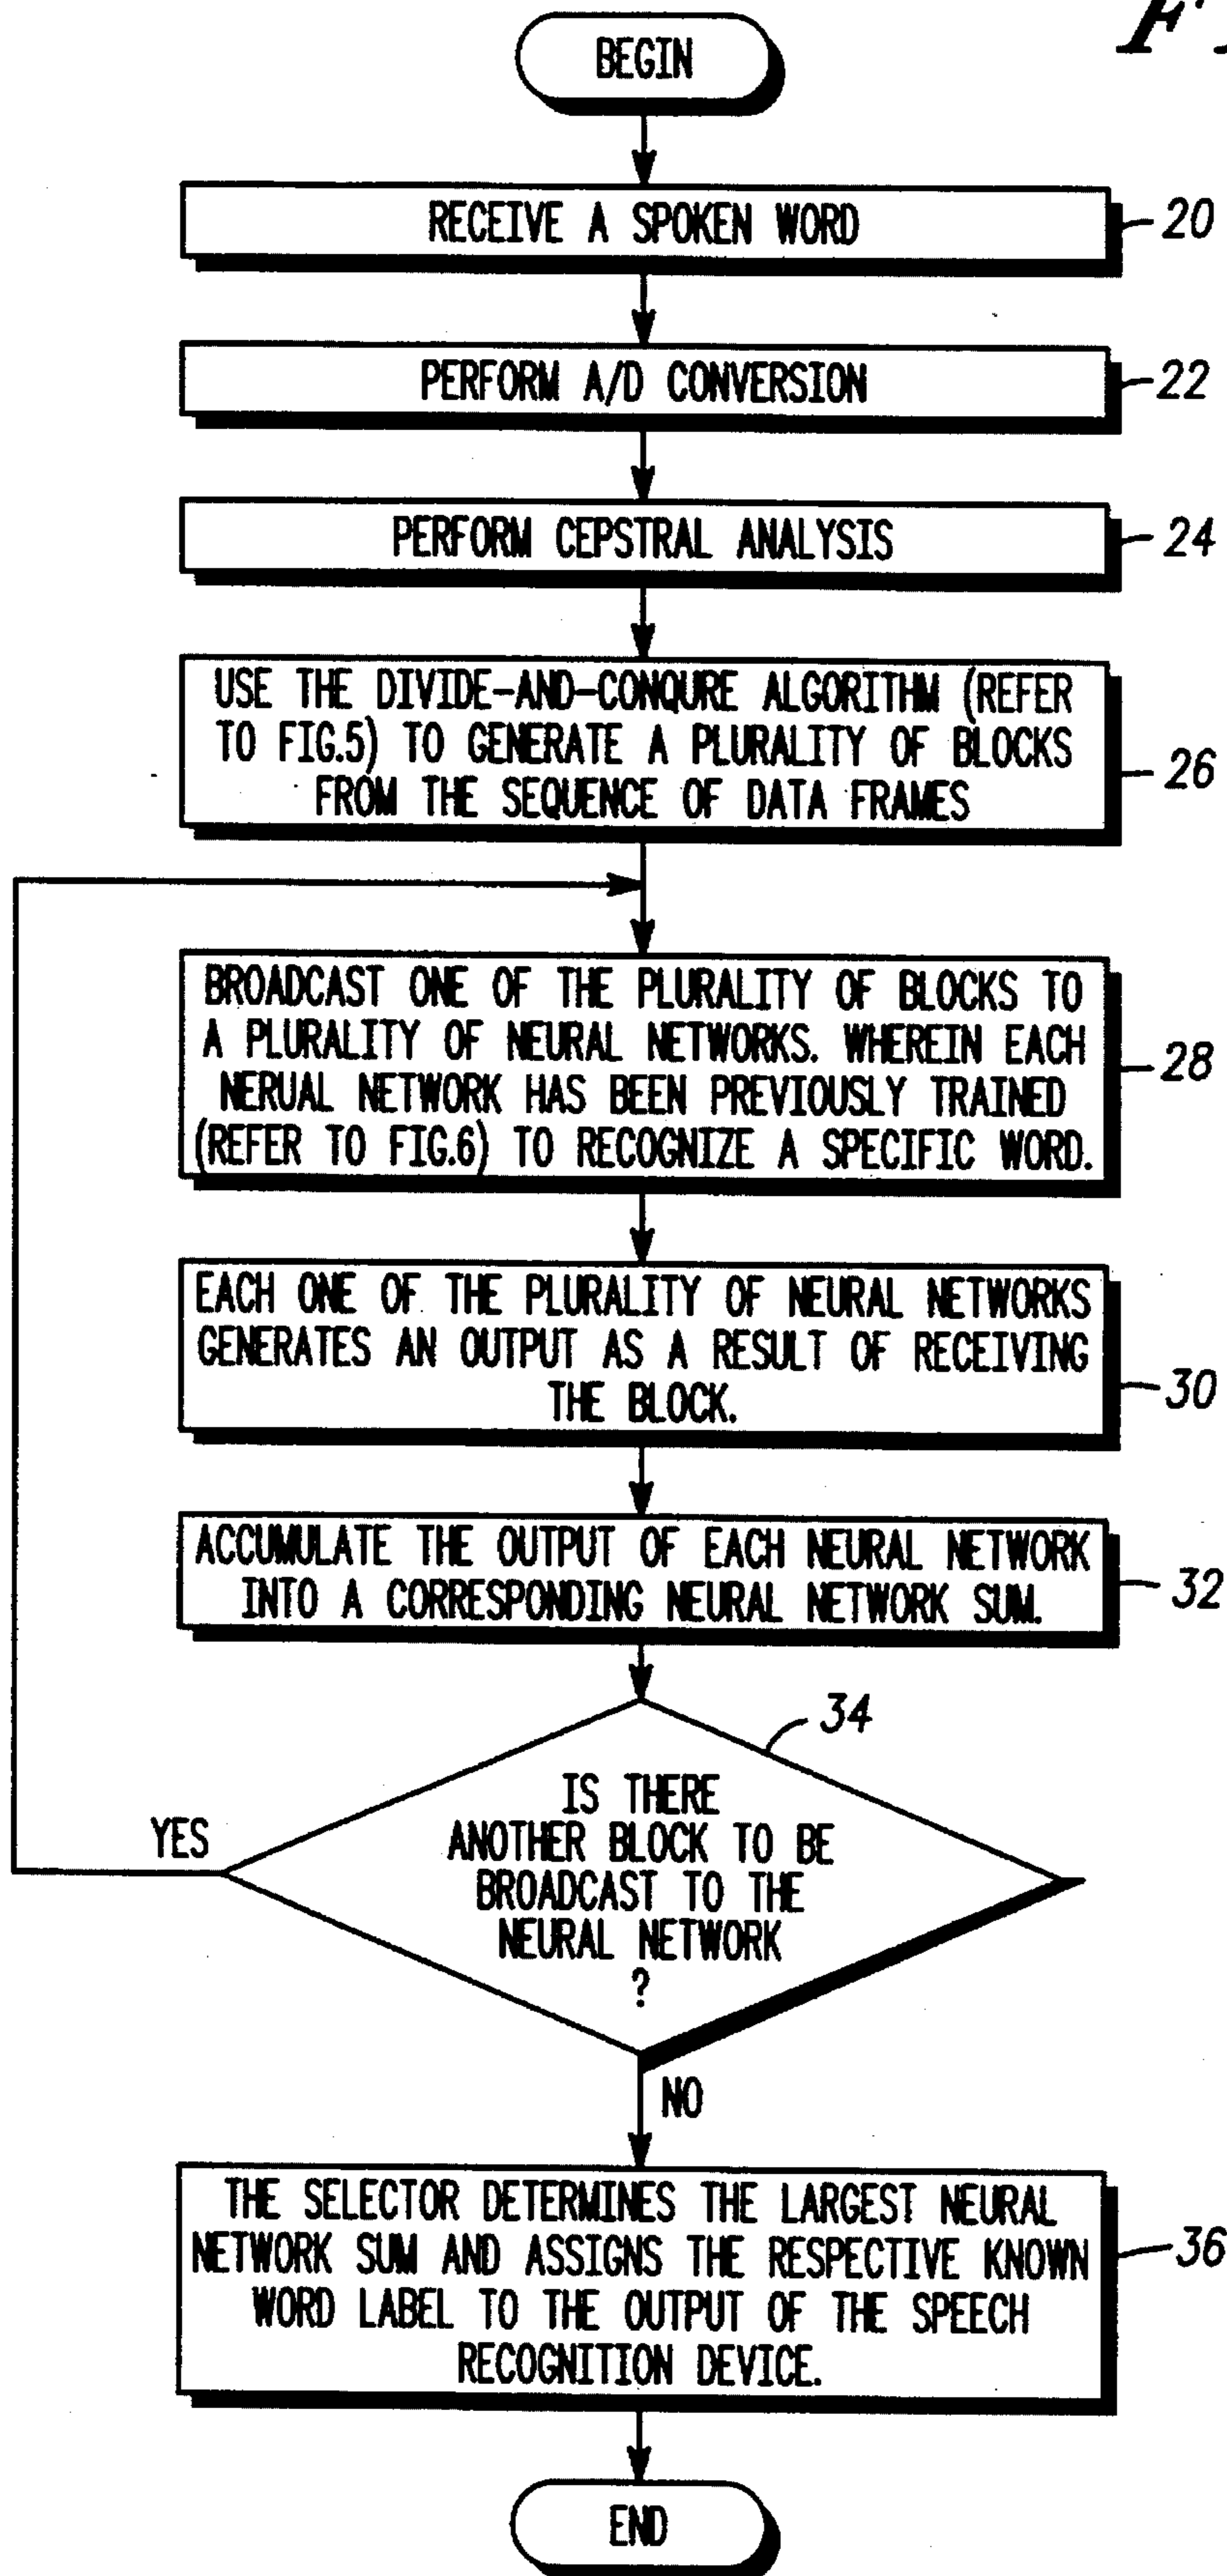 BEGIN
RECEIVE A SPOKEN WORD
20
PERFORM A/D CONVERSION
22
PERFORM CEPSTRAL ANALYSIS
24
USE THE DIVIDE-AND-CONQURE ALGORITHM (REFER
TO FIG.5) TO GENERATE A PLURALITY OF BLOCKS
FROM THE SEQUENCE OF DATA FRAMES
26
BROADCAST ONE OF THE PLURALITY OF BLOCKS TO
A PLURALITY OF NEURAL NETWORKS. WHEREIN EACH
NERUAL NETWORK HAS BEEN PREVIOUSLY TRAINED
(REFER TO FIG.6) TO RECOGNIZE A SPECIFIC WORD.
28
EACH ONE OF THE PLURALITY OF NEURAL NETWORKS
GENERATES AN OUTPUT AS A RESULT OF RECEIVING
THE BLOCK.
30
ACCUMULATE THE OUTPUT OF EACH NEURAL NETWORK
INTO A CORRESPONDING NEURAL NETWORK SUM.
32
34
IS THERE
ANOTHER BLOCK TO BE
BROADCAST TO THE
NEURAL NETWORK
?
YES
NO
THE SELECTOR DETERMINES THE LARGEST NEURAL
NETWORK SUM AND ASSIGNS THE RESPECTIVE KNOWN
WORD LABEL TO THE OUTPUT OF THE SPEECH
RECOGNITION DEVICE.
36
END